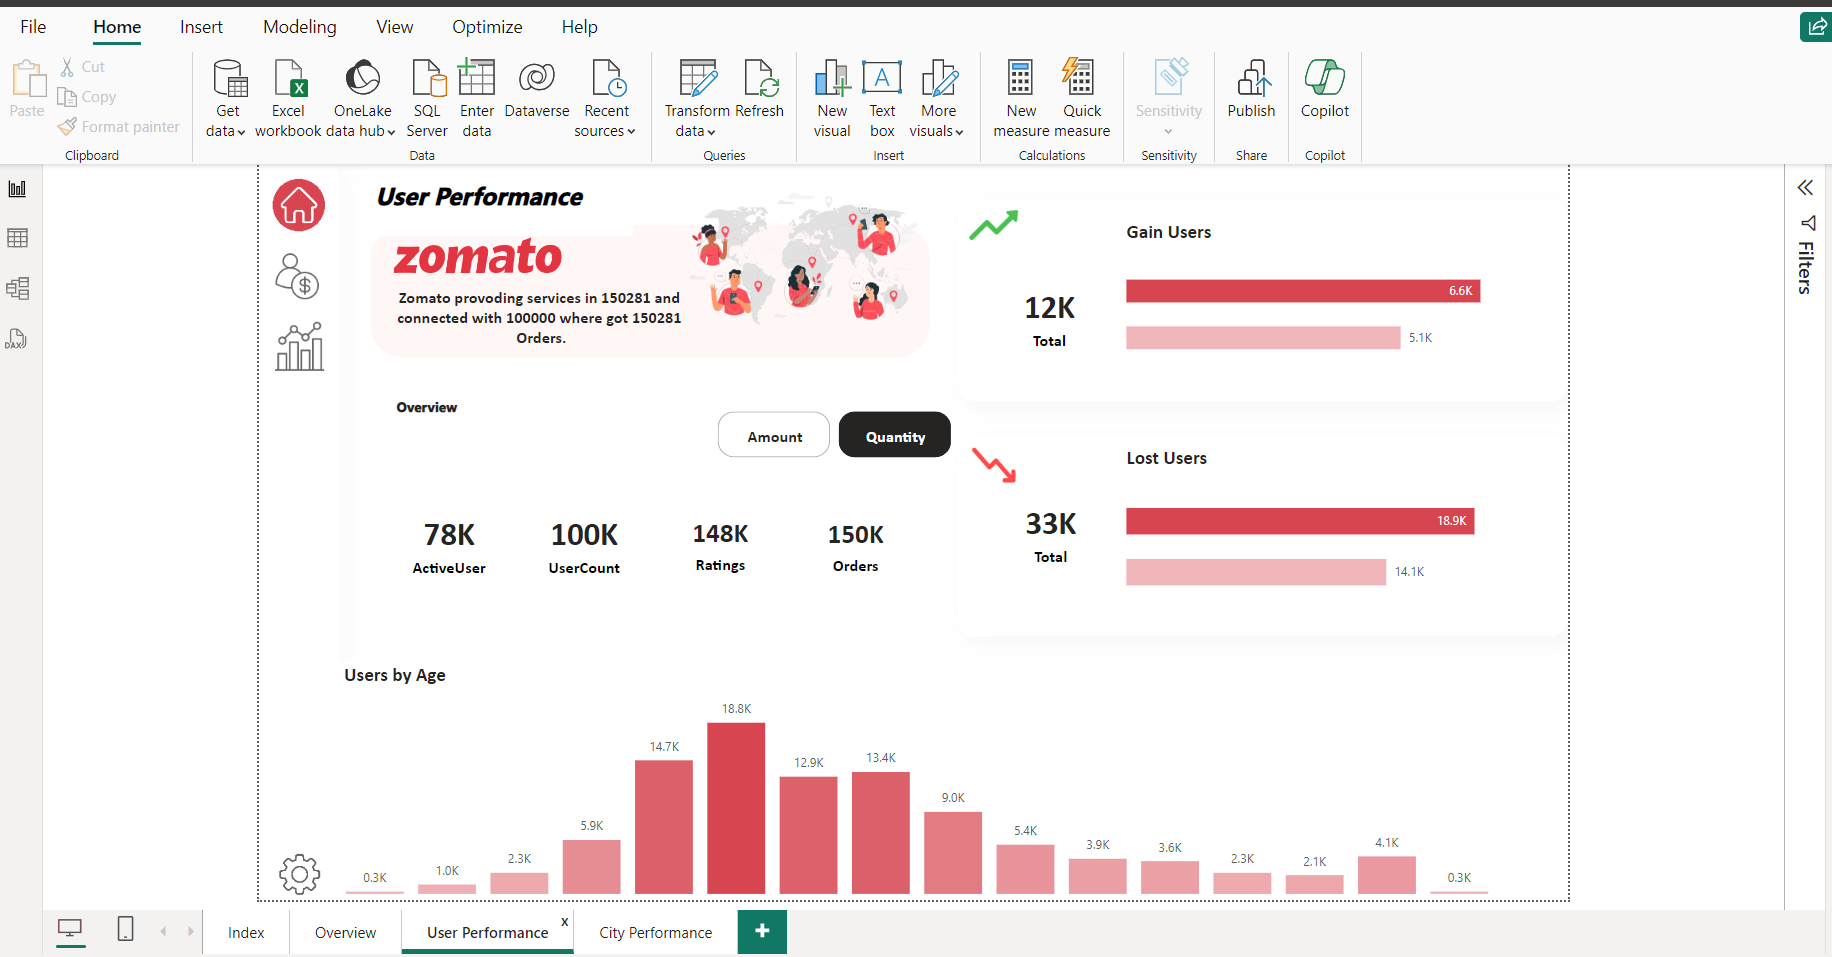 File Home Insert Modeling View Optimize Help
Paste
Cut
Copy
Format painter
Clipboard
Get data
Excel workbook
OneLake data hub
SQL Server
Enter data
Dataverse
Recent sources
Data
Transform data
Refresh
Queries
New visual
Text box
More visuals
Insert
New measure
Quick measure
Calculations
Sensitivity
Sensitivity
Publish
Share
Copilot
Copilot
DAX
Filters
User Performance
zomato
Zomato provoding services in 150281 and
connected with 100000 where got 150281
Orders.
Overview
Amount
Quantity
78K
ActiveUser
100K
UserCount
148K
Ratings
150K
Orders
Gain Users
12K
Total
6.6K
5.1K
Lost Users
33K
Total
18.9K
14.1K
Users by Age
0.3K
1.0K
2.3K
5.9K
14.7K
18.8K
12.9K
13.4K
9.0K
5.4K
3.9K
3.6K
2.3K
2.1K
4.1K
0.3K
Index
Overview
User Performance
x
City Performance
+